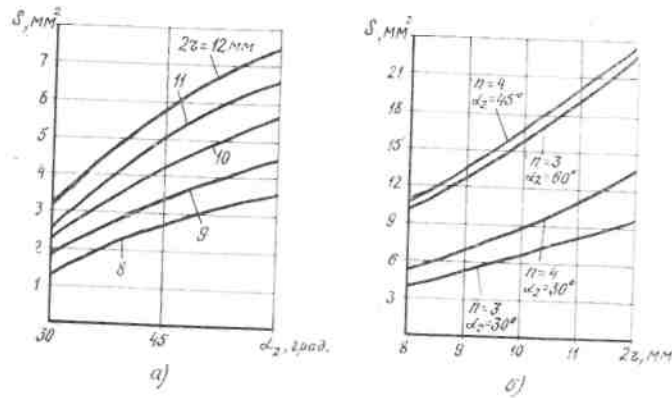 S, мм²
7
6
5
4
3
2
1
0
30
45
α₂, град.
2r=12 мм
11
10
9
8
а)
S, мм²
21
18
15
12
9
6
3
0
8
9
10
11
2r, мм
n=4
α₂=45°
n=3
α₂=60°
n=4
α₂=30°
n=3
α₂=30°
б)